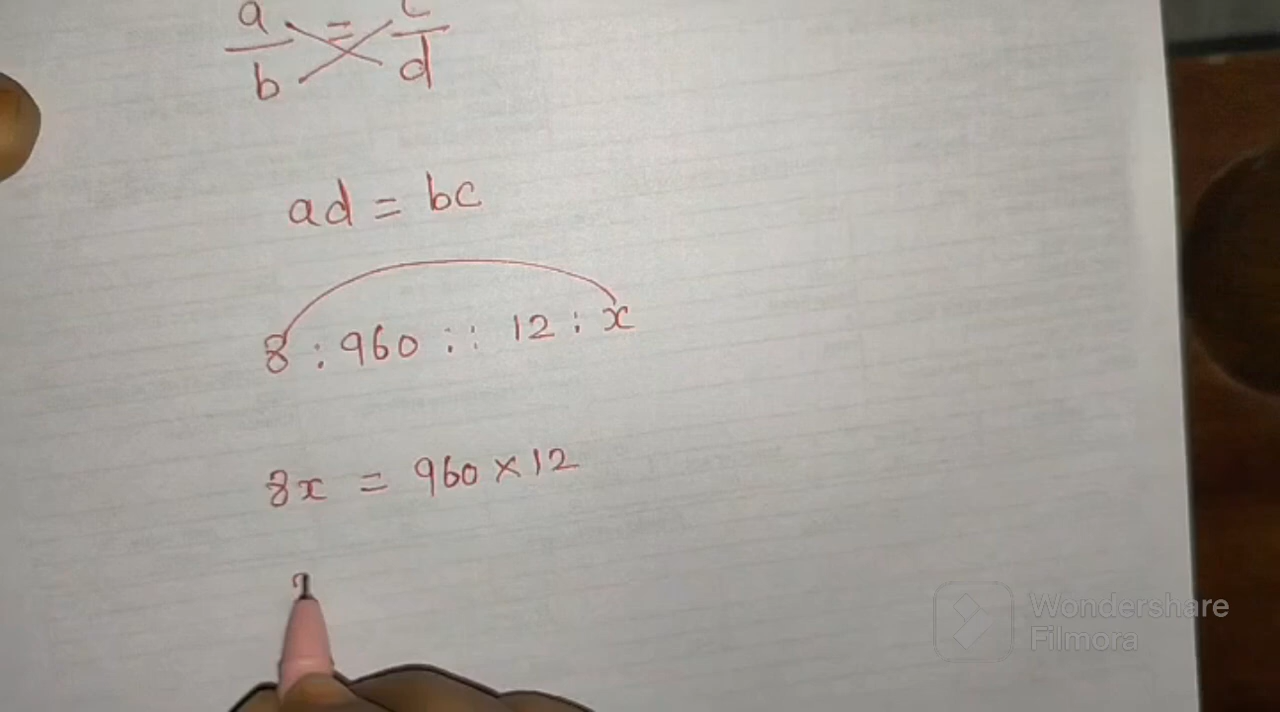 a = c
b d
ad = bc
8 : 960 :: 12 : x
8x = 960 × 12
Wondershare
Filmora